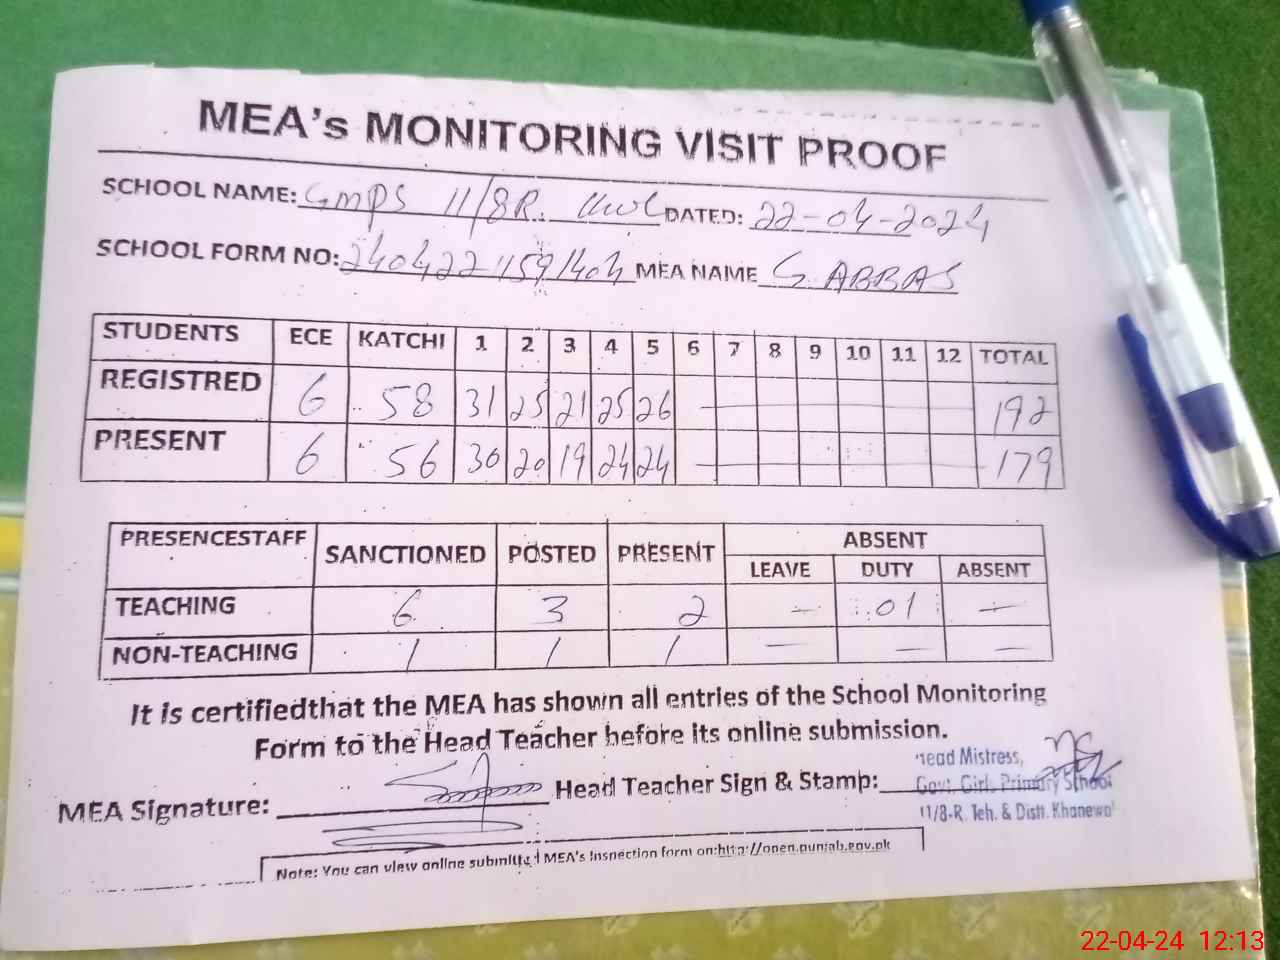 MEA's MONITORING VISIT PROOF
SCHOOL NAME: GMPS 11/8R. Kwl DATED: 22-04-2024
SCHOOL FORM NO: 24042211591404 MEA NAME G. ABBAS
STUDENTS ECE KATCHI 1 2 3 4 5 6 7 8 9 10 11 12 TOTAL
REGISTRED 6 58 31 25 21 25 26 192
PRESENT 6 56 30 20 19 24 24 179
PRESENCESTAFF SANCTIONED POSTED PRESENT ABSENT
LEAVE DUTY ABSENT
TEACHING 6 3 2 — 01 —
NON-TEACHING 1 1 1 — — —
It is certifiedthat the MEA has shown all entries of the School Monitoring
Form to the Head Teacher before its online submission.
MEA Signature: Head Teacher Sign & Stamp:
Head Mistress,
Govt. Girls Primary School
11/8-R, Teh. & Distt. Khanewal
Note: You can view online submitted MEA's Inspection form on:http://open.punjab.gov.pk
22-04-24 12:13